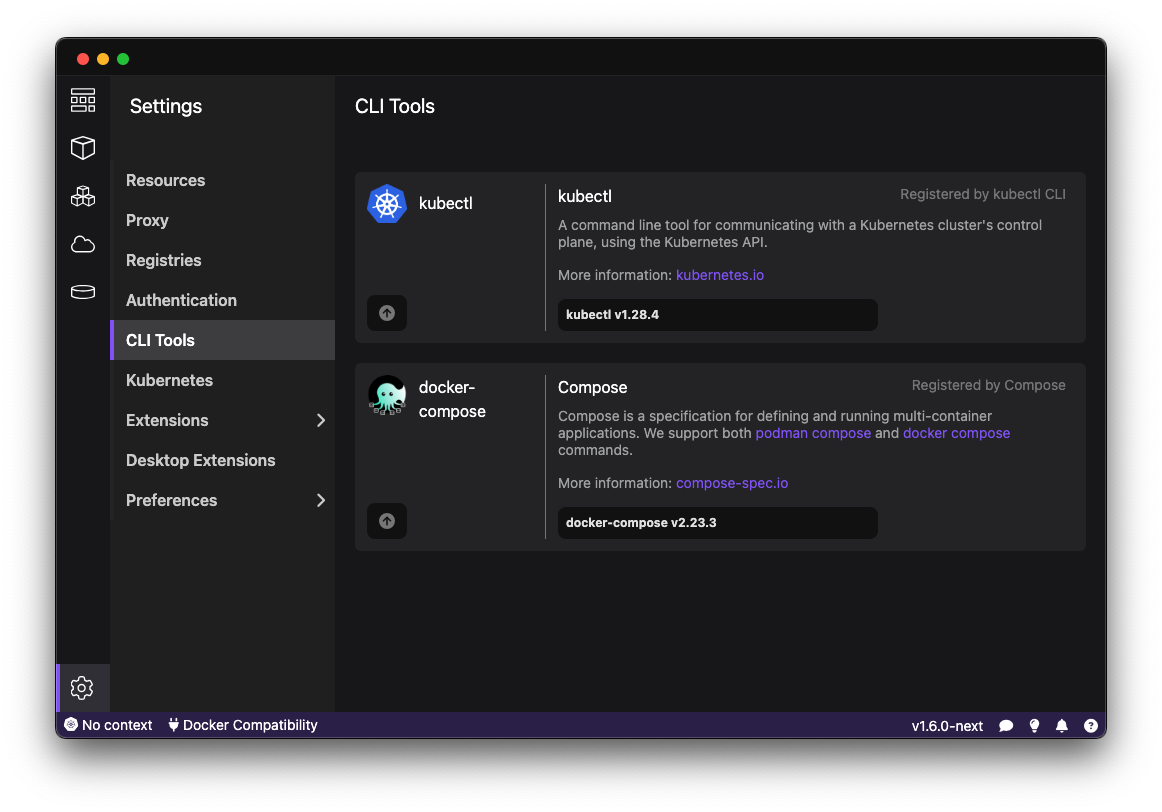 Settings
Resources
Proxy
Registries
Authentication
CLI Tools
Kubernetes
Extensions
Desktop Extensions
Preferences
CLI Tools
kubectl
kubectl
Registered by kubectl CLI
A command line tool for communicating with a Kubernetes cluster's control
plane, using the Kubernetes API.
More information: kubernetes.io
kubectl v1.28.4
docker-
compose
Compose
Registered by Compose
Compose is a specification for defining and running multi-container
applications. We support both podman compose and docker compose
commands.
More information: compose-spec.io
docker-compose v2.23.3
No context
Docker Compatibility
v1.6.0-next